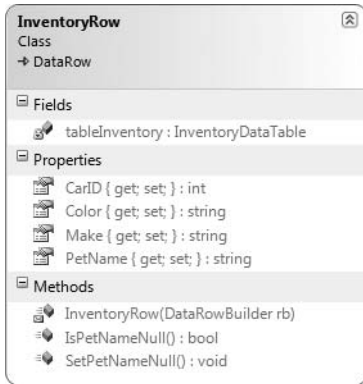 InventoryRow
Class
→ DataRow
Fields
tableInventory : InventoryDataTable
Properties
CarID { get; set; } : int
Color { get; set; } : string
Make { get; set; } : string
PetName { get; set; } : string
Methods
InventoryRow(DataRowBuilder rb)
IsPetNameNull() : bool
SetPetNameNull() : void